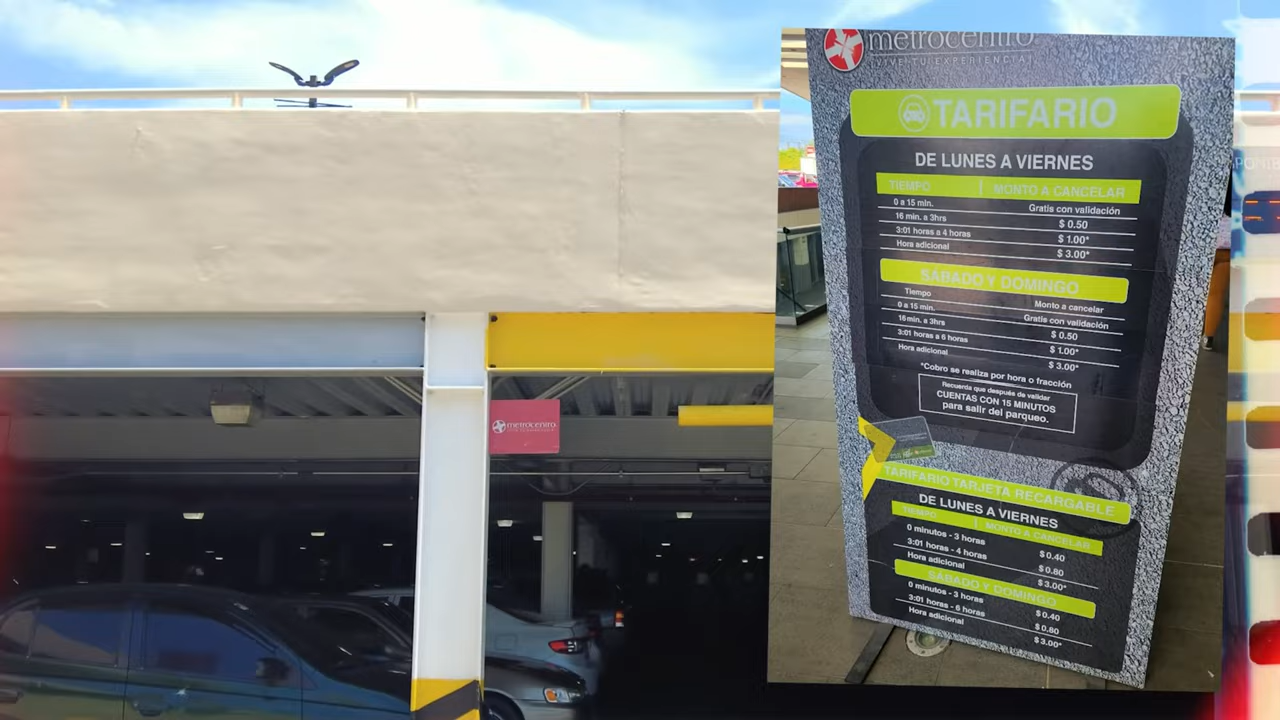 metrocentro.
metrocentro
¡VIVE TU EXPERIENCIA!
TARIFARIO
DE LUNES A VIERNES
TIEMPO MONTO A CANCELAR
0 a 15 min. Gratis con validación
16 min. a 3hrs $ 0.50
3:01 horas a 4 horas $ 1.00*
Hora adicional $ 3.00*
SABADO Y DOMINGO
Tiempo Monto a cancelar
0 a 15 min. Gratis con validación
16 min. a 3hrs $ 0.50
3:01 horas a 6 horas $ 1.00*
Hora adicional $ 3.00*
*Cobro se realiza por hora o fracción
Recuerda que después de validar
CUENTAS CON 15 MINUTOS
para salir del parqueo.
TARIFARIO TARJETA RECARGABLE
DE LUNES A VIERNES
TIEMPO MONTO A CANCELAR
0 minutos - 3 horas $0.40
3:01 horas - 4 horas $0.80
Hora adicional $3.00*
SÁBADO Y DOMINGO
0 minutos - 3 horas $0.40
3:01 horas - 6 horas $0.80
Hora adicional $3.00*